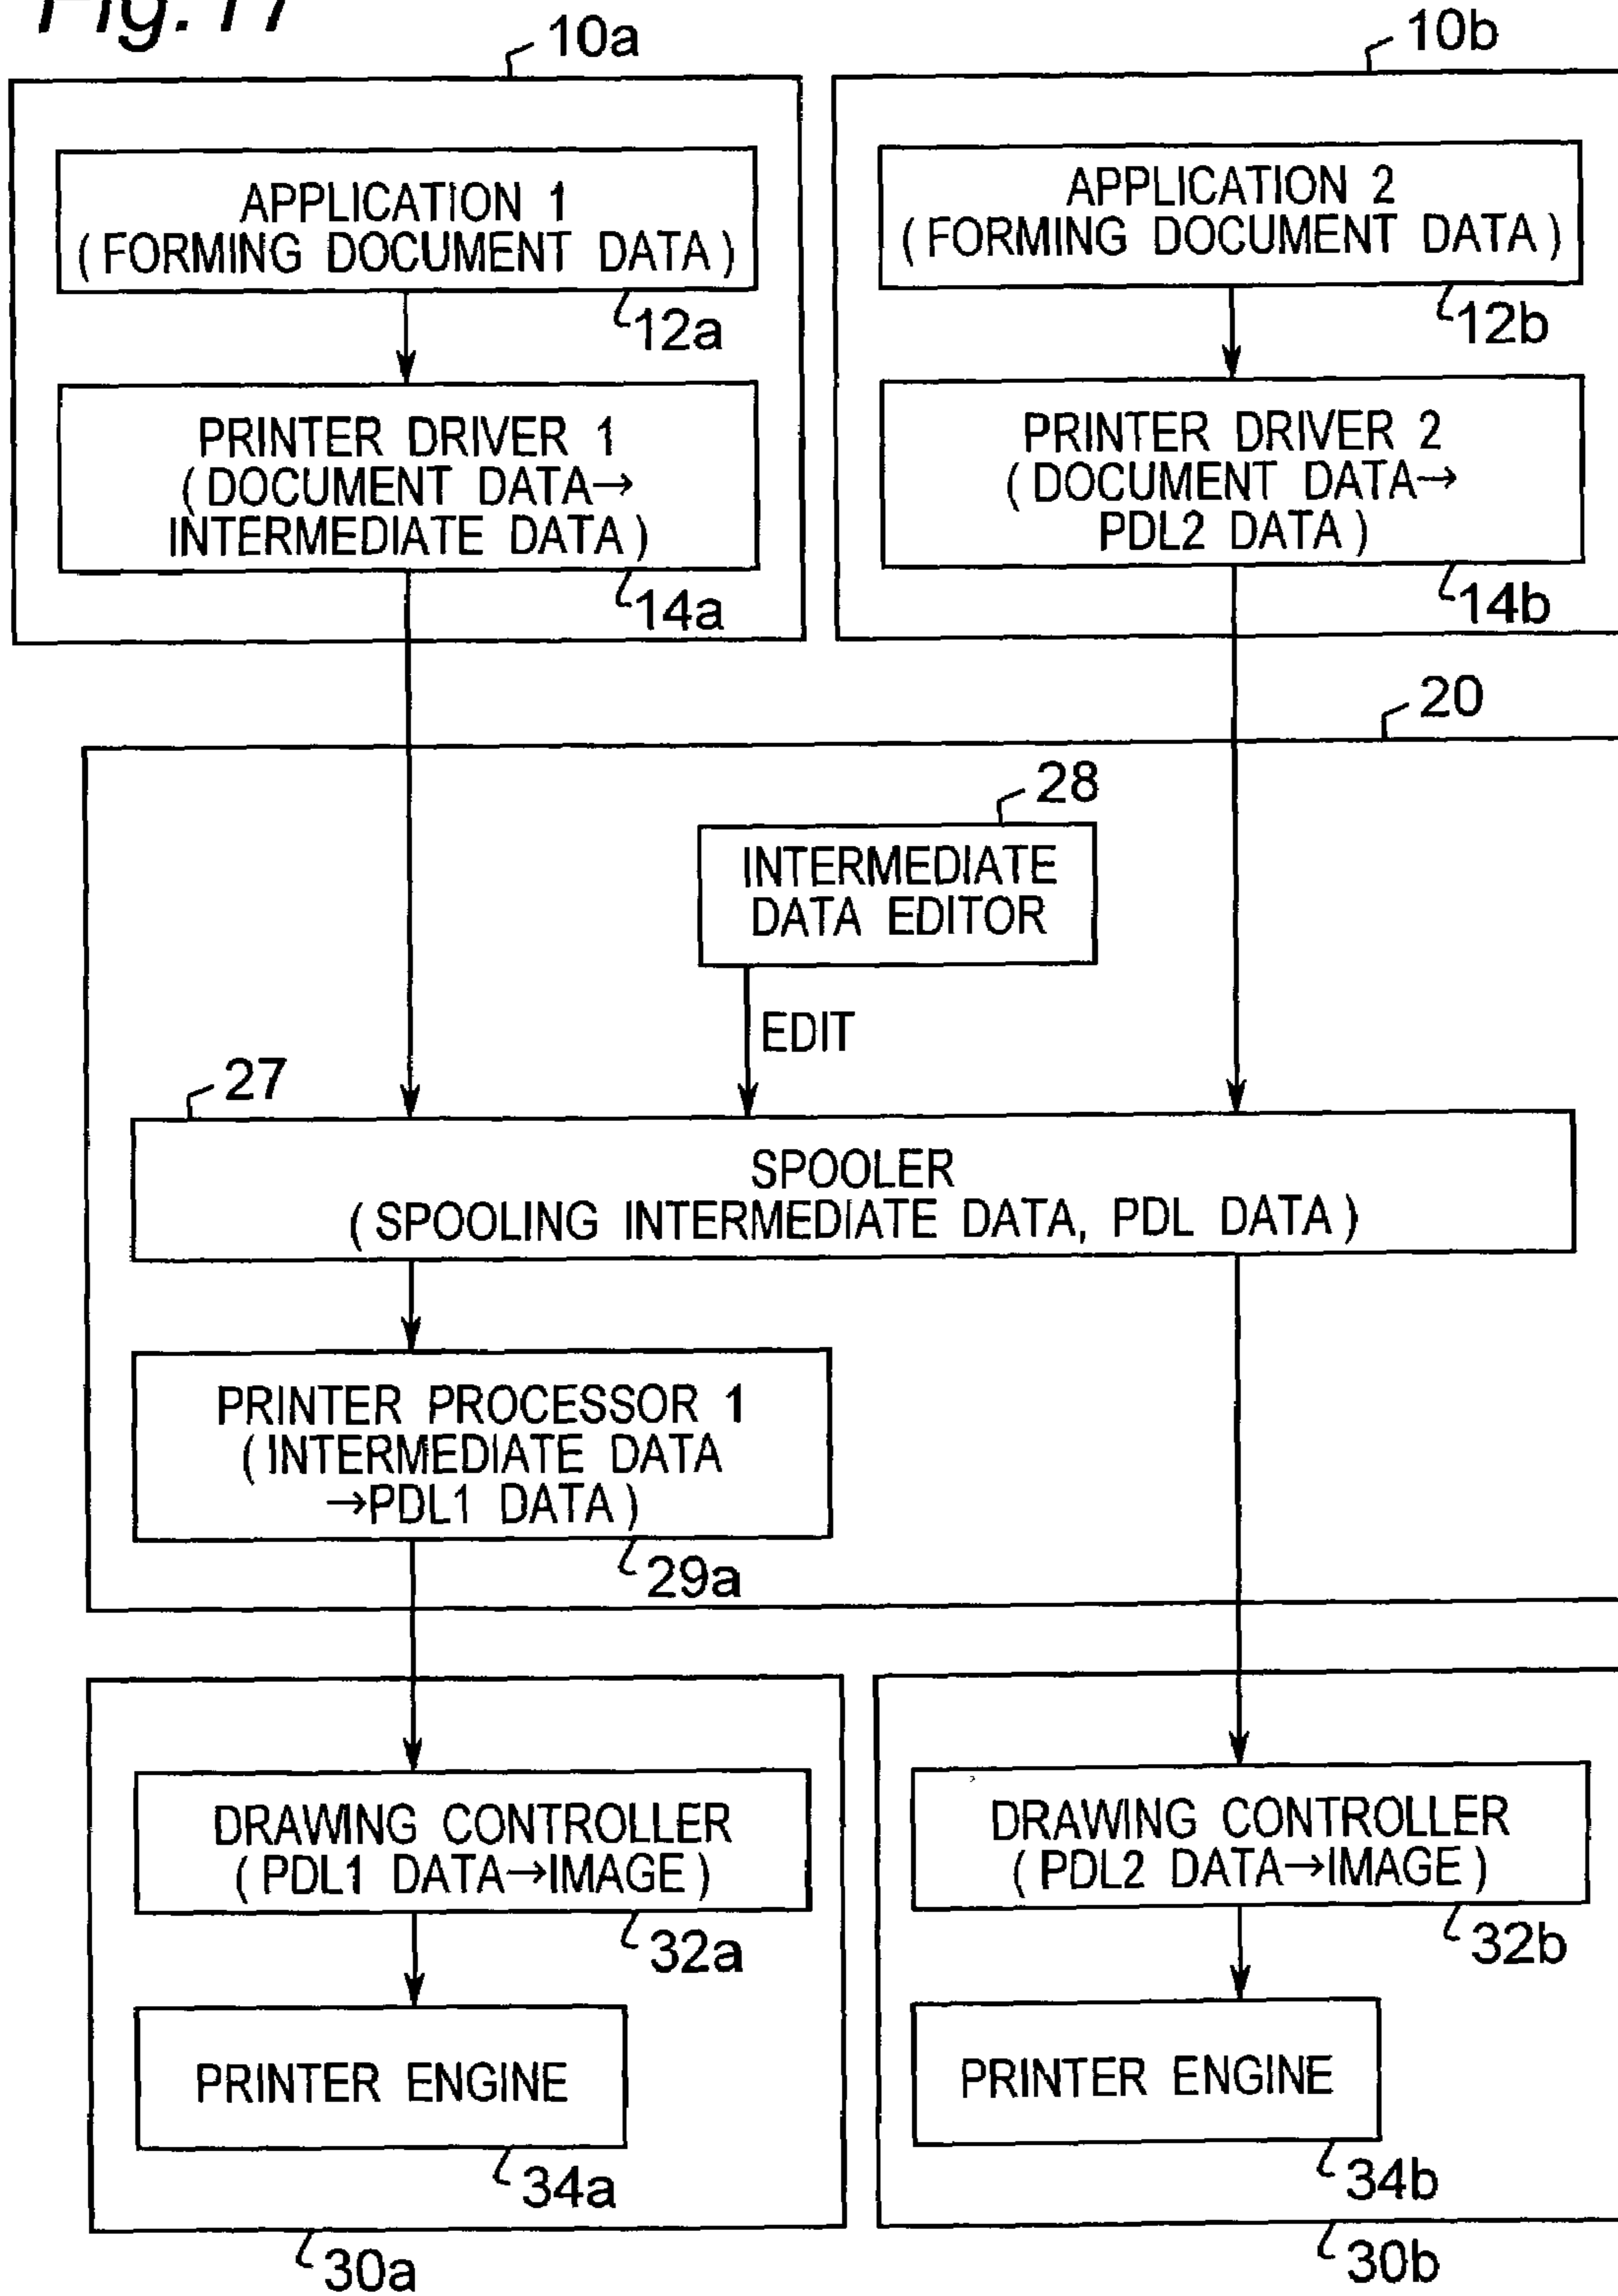 Fig. 17
10a
10b
APPLICATION 1
(FORMING DOCUMENT DATA)
12a
APPLICATION 2
(FORMING DOCUMENT DATA)
12b
PRINTER DRIVER 1
(DOCUMENT DATA→
INTERMEDIATE DATA)
14a
PRINTER DRIVER 2
(DOCUMENT DATA→
PDL2 DATA)
14b
20
28
INTERMEDIATE
DATA EDITOR
EDIT
27
SPOOLER
(SPOOLING INTERMEDIATE DATA, PDL DATA)
PRINTER PROCESSOR 1
(INTERMEDIATE DATA
→PDL1 DATA)
29a
DRAWING CONTROLLER
(PDL1 DATA→IMAGE)
32a
DRAWING CONTROLLER
(PDL2 DATA→IMAGE)
32b
PRINTER ENGINE
34a
PRINTER ENGINE
34b
30a
30b